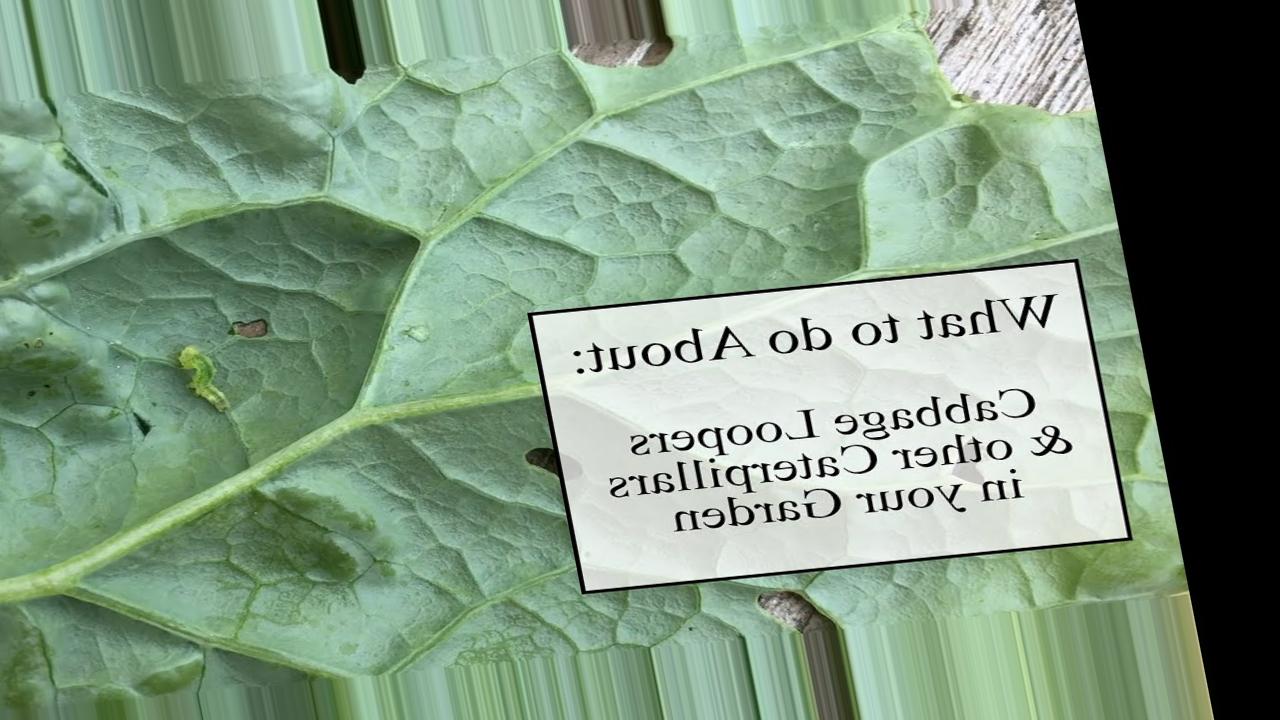 What to do About:
Cabbage Loopers
& other Caterpillars
in your Garden